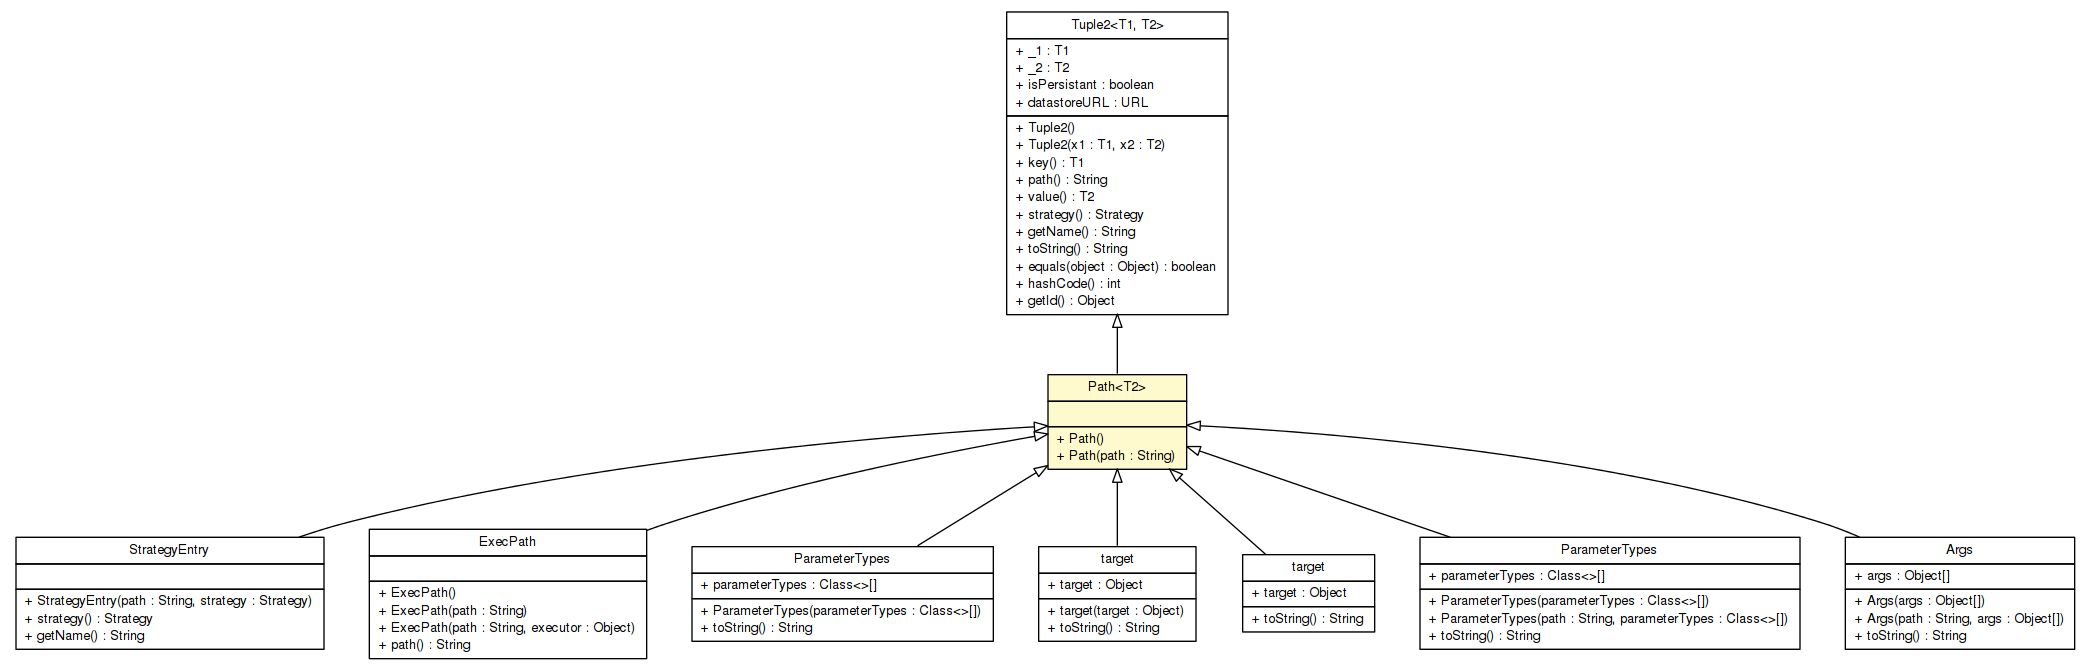 Tuple2<T1, T2>
+ _1 : T1
+ _2 : T2
+ isPersistant : boolean
+ datastoreURL : URL
+ Tuple2()
+ Tuple2(x1 : T1, x2 : T2)
+ key() : T1
+ path() : String
+ value() : T2
+ strategy() : Strategy
+ getName() : String
+ toString() : String
+ equals(object : Object) : boolean
+ hashCode() : int
+ getId() : Object
Path<T2>
+ Path()
+ Path(path : String)
StrategyEntry
+ StrategyEntry(path : String, strategy : Strategy)
+ strategy() : Strategy
+ getName() : String
ExecPath
+ ExecPath()
+ ExecPath(path : String)
+ ExecPath(path : String, executor : Object)
+ path() : String
ParameterTypes
+ parameterTypes : Class<>[]
+ ParameterTypes(parameterTypes : Class<>[])
+ toString() : String
target
+ target : Object
+ target(target : Object)
+ toString() : String
target
+ target : Object
+ toString() : String
ParameterTypes
+ parameterTypes : Class<>[]
+ ParameterTypes(parameterTypes : Class<>[])
+ ParameterTypes(path : String, parameterTypes : Class<>[])
+ toString() : String
Args
+ args : Object[]
+ Args(args : Object[])
+ Args(path : String, args : Object[])
+ toString() : String